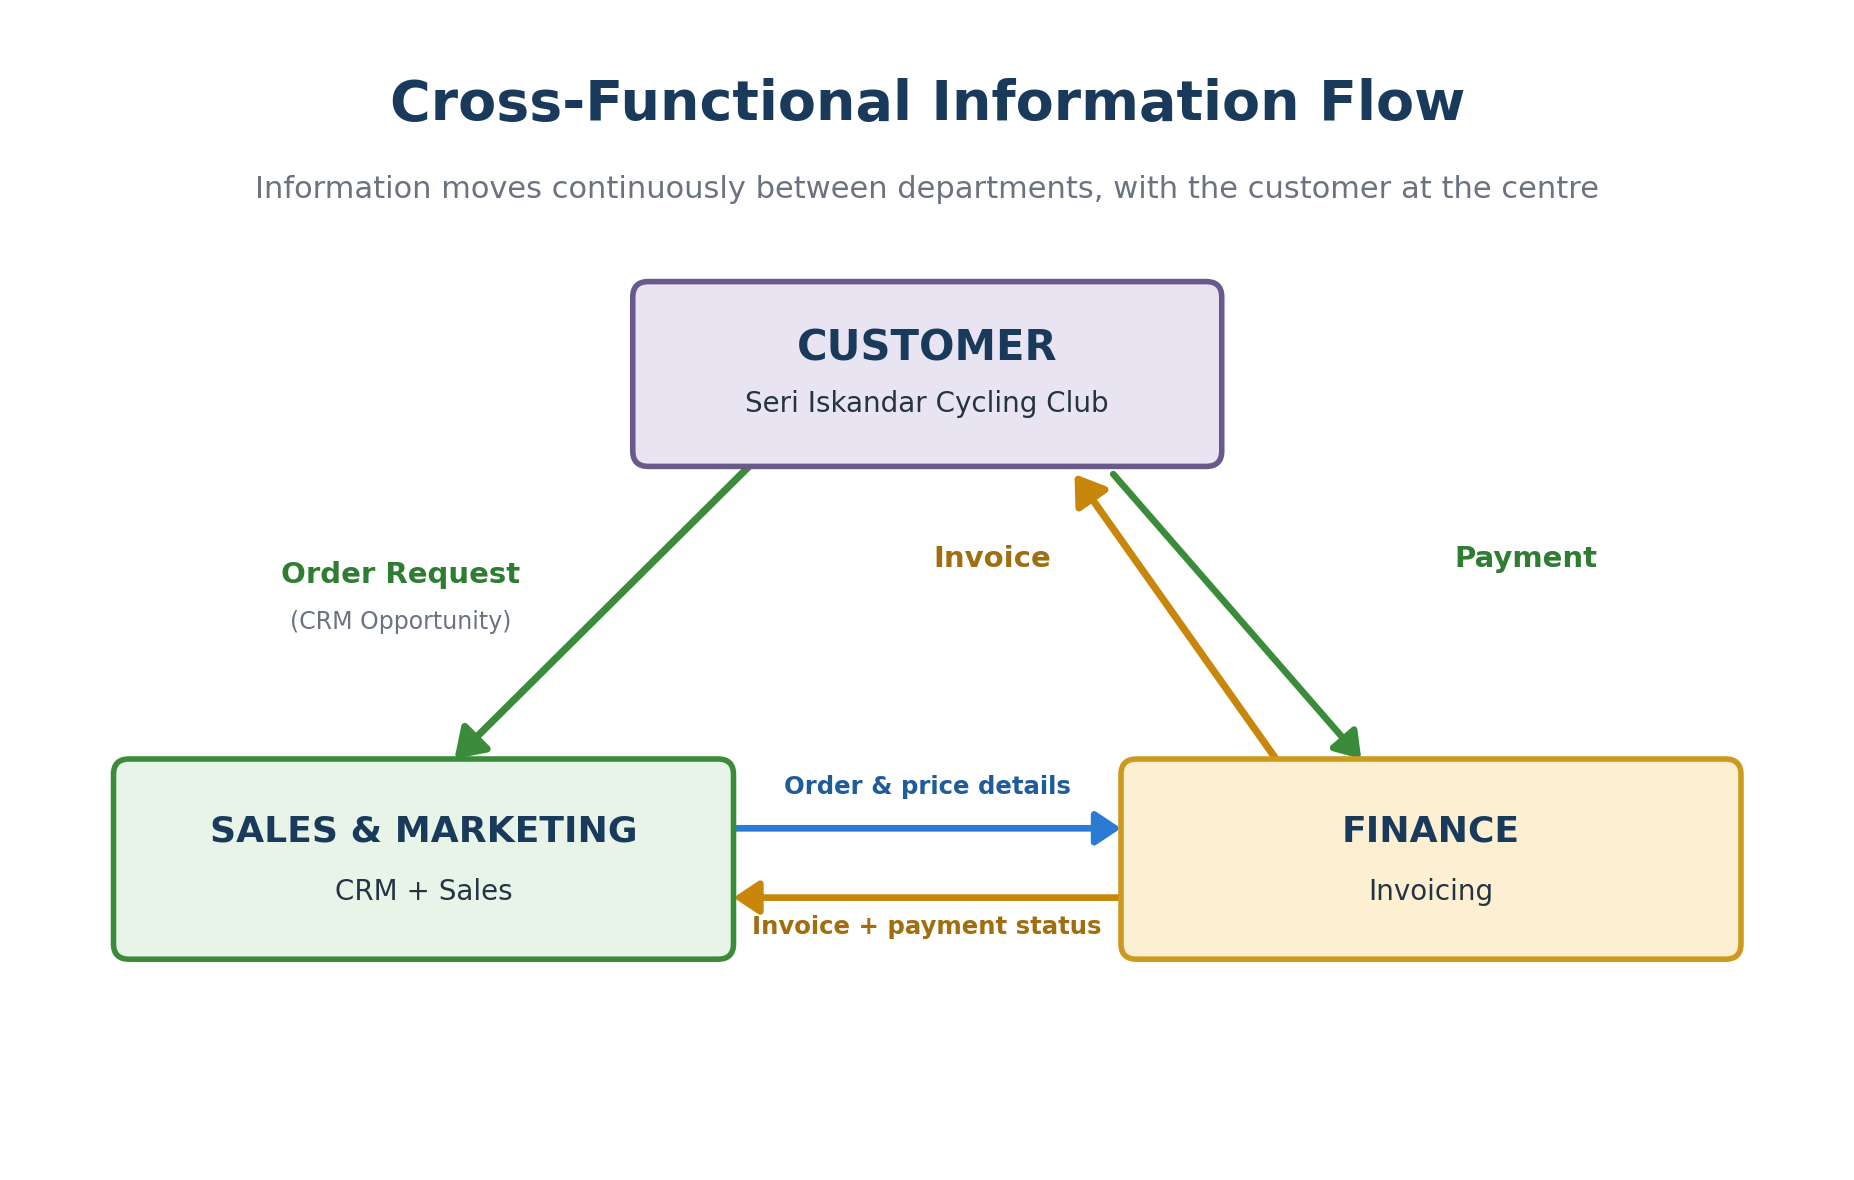 Cross-Functional Information Flow
Information moves continuously between departments, with the customer at the centre
CUSTOMER
Seri Iskandar Cycling Club
Order Request
(CRM Opportunity)
Invoice
Payment
SALES & MARKETING
CRM + Sales
Order & price details
Invoice + payment status
FINANCE
Invoicing